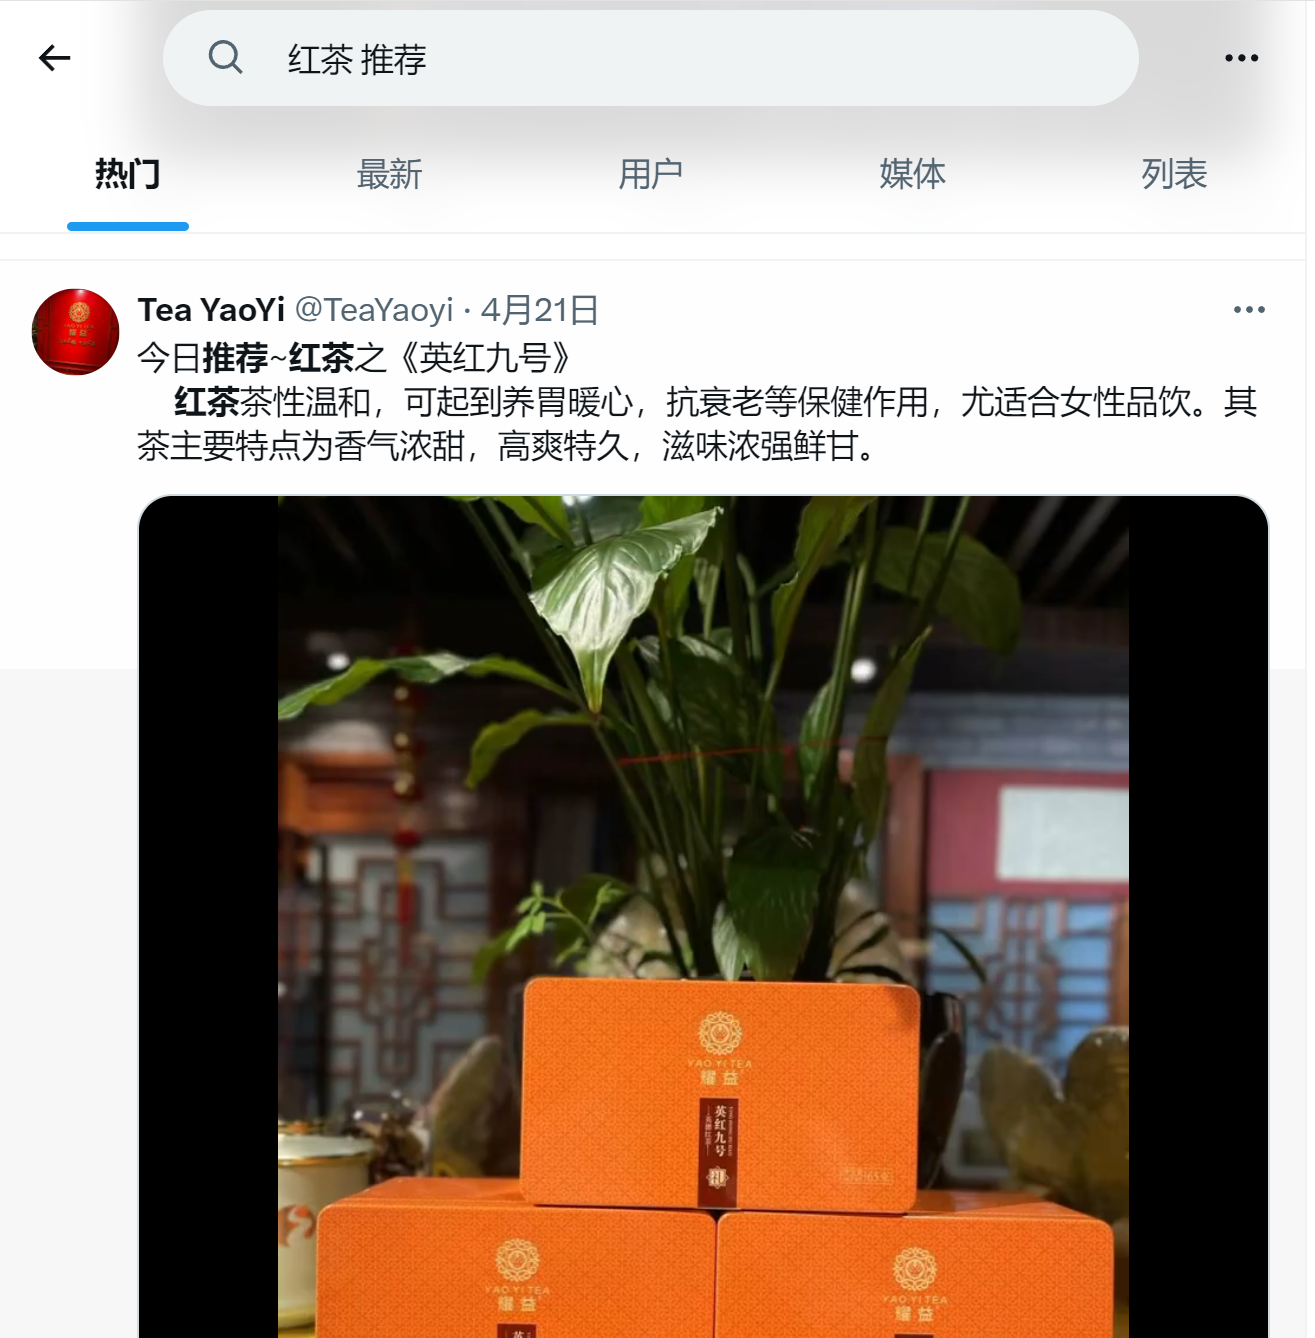 红茶 推荐
热门
最新
用户
媒体
列表
Tea YaoYi @TeaYaoyi · 4月21日
今日推荐~红茶之《英红九号》
红茶茶性温和，可起到养胃暖心，抗衰老等保健作用，尤适合女性品饮。其
茶主要特点为香气浓甜，高爽特久，滋味浓强鲜甘。
YAO YI TEA
耀益
英红九号
礼
YAO YI TEA
耀益
英
YAO YI TEA
耀益